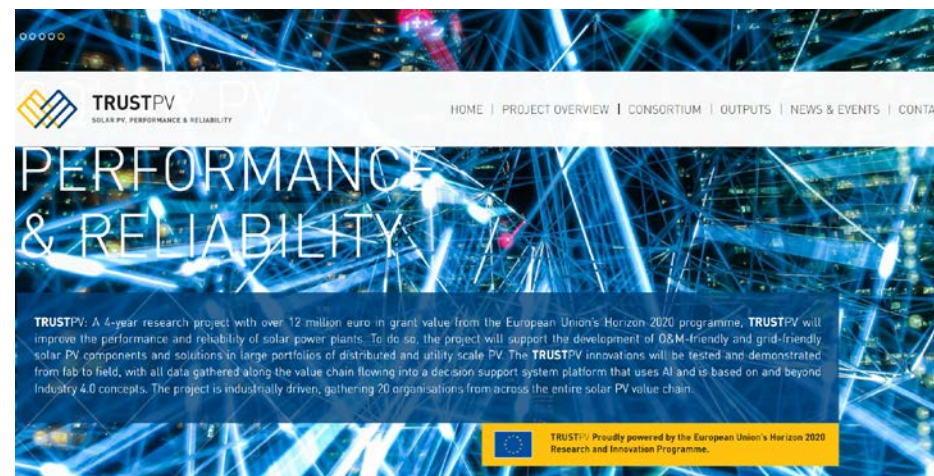 TRUSTPV
SOLAR PV, PERFORMANCE & RELIABILITY
HOME | PROJECT OVERVIEW | CONSORTIUM | OUTPUTS | NEWS & EVENTS | CONTA
PERFORMANCE
& RELIABILITY
TRUSTPV: A 4-year research project with over 12 million euro in grant value from the European Union's Horizon 2020 programme, TRUSTPV will
improve the performance and reliability of solar power plants. To do so, the project will support the development of O&M-friendly and grid-friendly
solar PV components and solutions in large portfolios of distributed and utility scale PV. The TRUSTPV innovations will be tested and demonstrated
from fab to field, with all data gathered along the value chain flowing into a decision support system platform that uses AI and is based on and beyond
Industry 4.0 concepts. The project is industrially driven, gathering 20 organisations from across the entire solar PV value chain.
TRUSTPV Proudly powered by the European Union's Horizon 2020
Research and Innovation Programme.